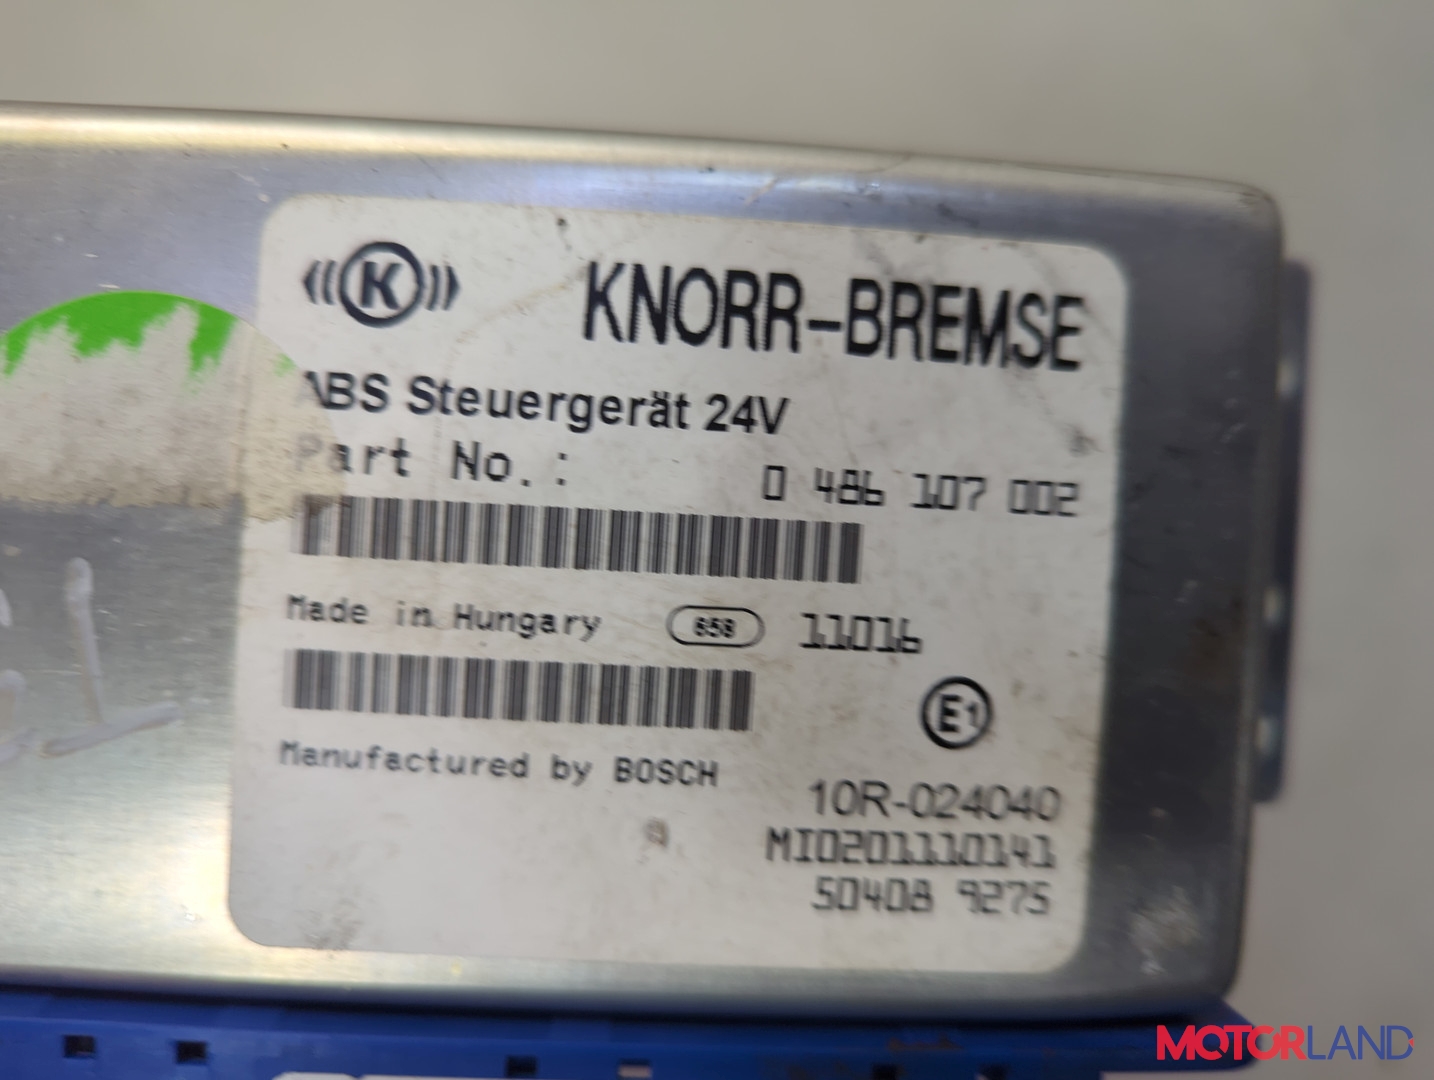 K KNORR-BREMSE
ABS Steuergerät 24V
Part No.: 0 486 107 002
Made in Hungary 658 11016
E1
Manufactured by BOSCH
10R-024040
MI0201110141
50408 9275
MOTORLAND